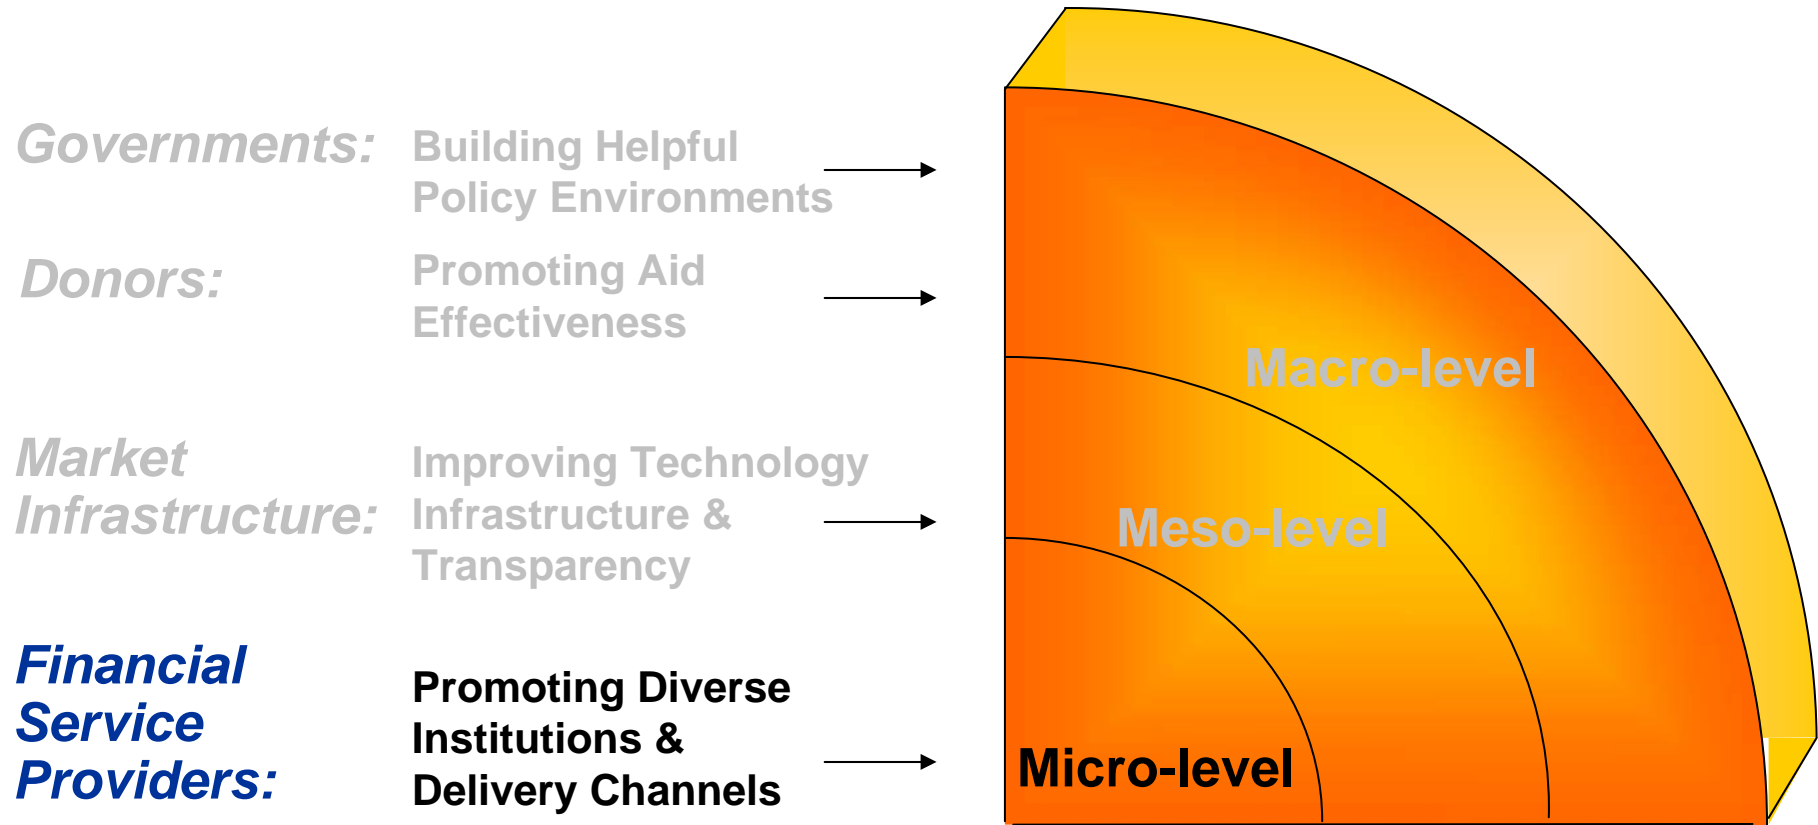 Governments:
Building Helpful
Policy Environments
Donors:
Promoting Aid
Effectiveness
Market
Infrastructure:
Improving Technology
Infrastructure &
Transparency
Financial
Service
Providers:
Promoting Diverse
Institutions &
Delivery Channels
Macro-level
Meso-level
Micro-level